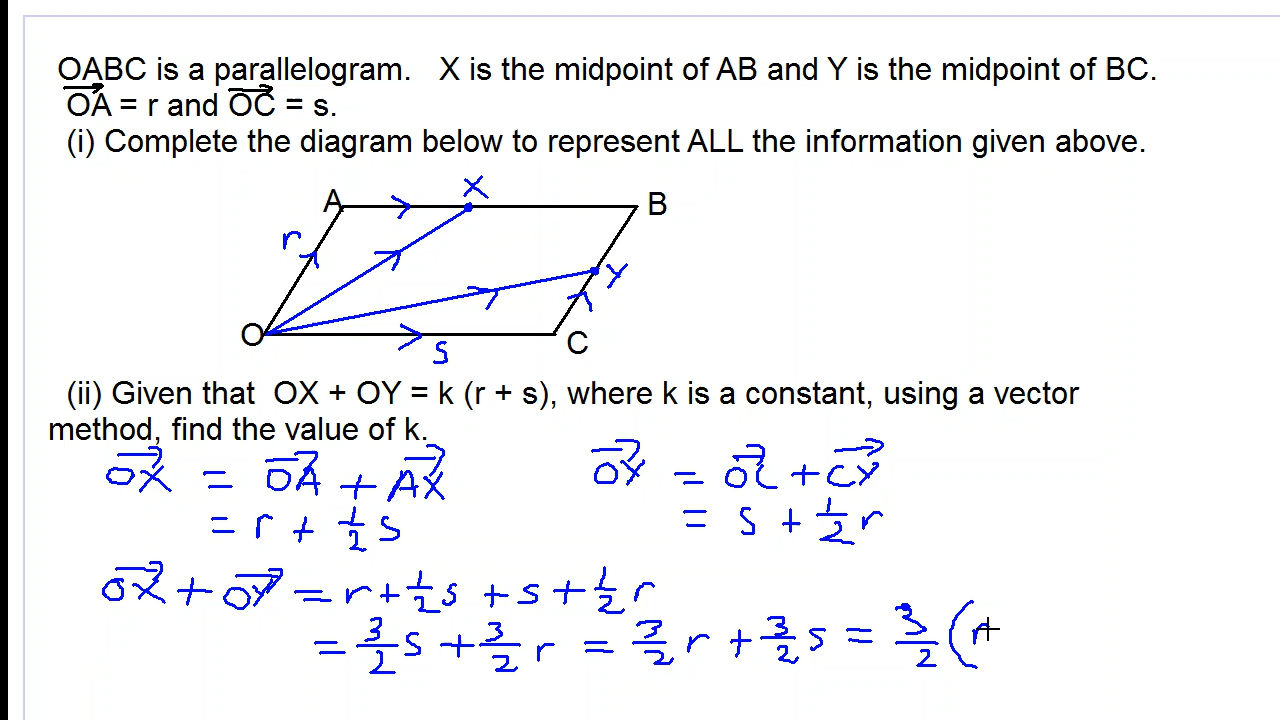 OABC is a parallelogram. X is the midpoint of AB and Y is the midpoint of BC.
OA = r and OC = s.
(i) Complete the diagram below to represent ALL the information given above.
A X B
r
Y
O C
s
(ii) Given that OX + OY = k (r + s), where k is a constant, using a vector
method, find the value of k.
OX = OA + AX OY = OC + CY
= r + 1/2 s = s + 1/2 r
OX + OY = r + 1/2 s + s + 1/2 r
= 3/2 s + 3/2 r = 3/2 r + 3/2 s = 3/2 (r